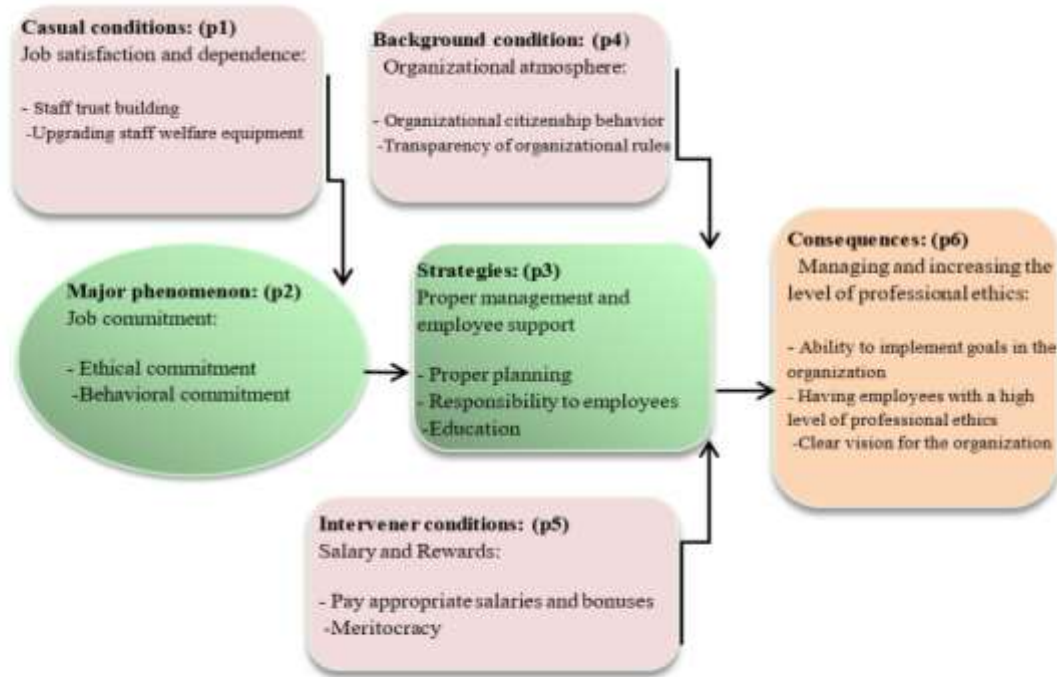 Casual conditions: (p1)
Job satisfaction and dependence:
- Staff trust building
-Upgrading staff welfare equipment
Background condition: (p4)
Organizational atmosphere:
- Organizational citizenship behavior
-Transparency of organizational rules
Major phenomenon: (p2)
Job commitment:
- Ethical commitment
-Behavioral commitment
Strategies: (p3)
Proper management and
employee support
- Proper planning
- Responsibility to employees
-Education
Consequences: (p6)
Managing and increasing the
level of professional ethics:
- Ability to implement goals in the
organization
- Having employees with a high
level of professional ethics
-Clear vision for the organization
Intervener conditions: (p5)
Salary and Rewards:
- Pay appropriate salaries and bonuses
-Meritocracy